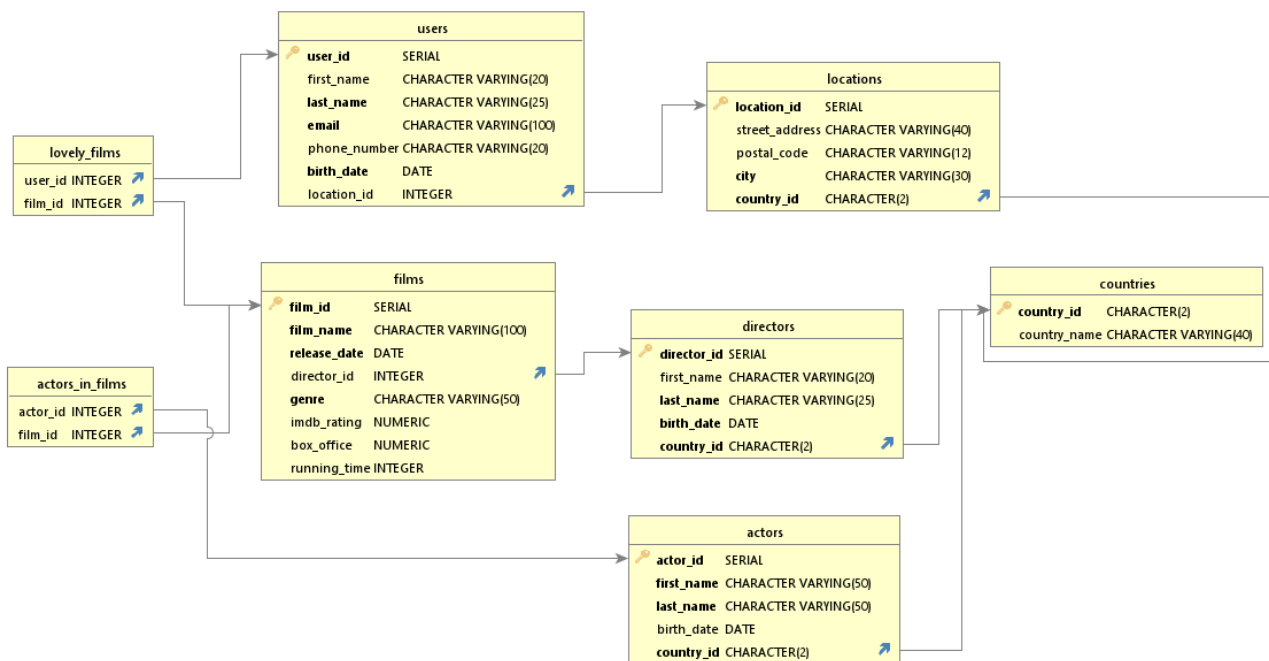 users
user_id SERIAL
first_name CHARACTER VARYING(20)
last_name CHARACTER VARYING(25)
email CHARACTER VARYING(100)
phone_number CHARACTER VARYING(20)
birth_date DATE
location_id INTEGER
locations
location_id SERIAL
street_address CHARACTER VARYING(40)
postal_code CHARACTER VARYING(12)
city CHARACTER VARYING(30)
country_id CHARACTER(2)
lovely_films
user_id INTEGER
film_id INTEGER
films
film_id SERIAL
film_name CHARACTER VARYING(100)
release_date DATE
director_id INTEGER
genre CHARACTER VARYING(50)
imdb_rating NUMERIC
box_office NUMERIC
running_time INTEGER
countries
country_id CHARACTER(2)
country_name CHARACTER VARYING(40)
directors
director_id SERIAL
first_name CHARACTER VARYING(20)
last_name CHARACTER VARYING(25)
birth_date DATE
country_id CHARACTER(2)
actors_in_films
actor_id INTEGER
film_id INTEGER
actors
actor_id SERIAL
first_name CHARACTER VARYING(50)
last_name CHARACTER VARYING(50)
birth_date DATE
country_id CHARACTER(2)